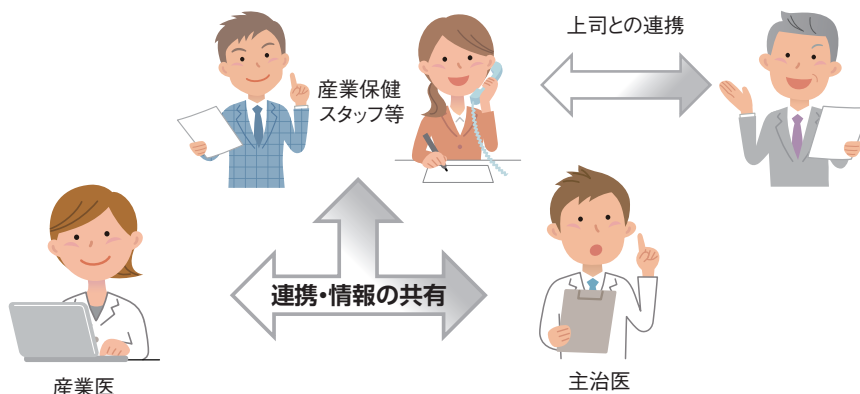 上司との連携
産業保健
スタッフ等
連携・情報の共有
産業医
主治医